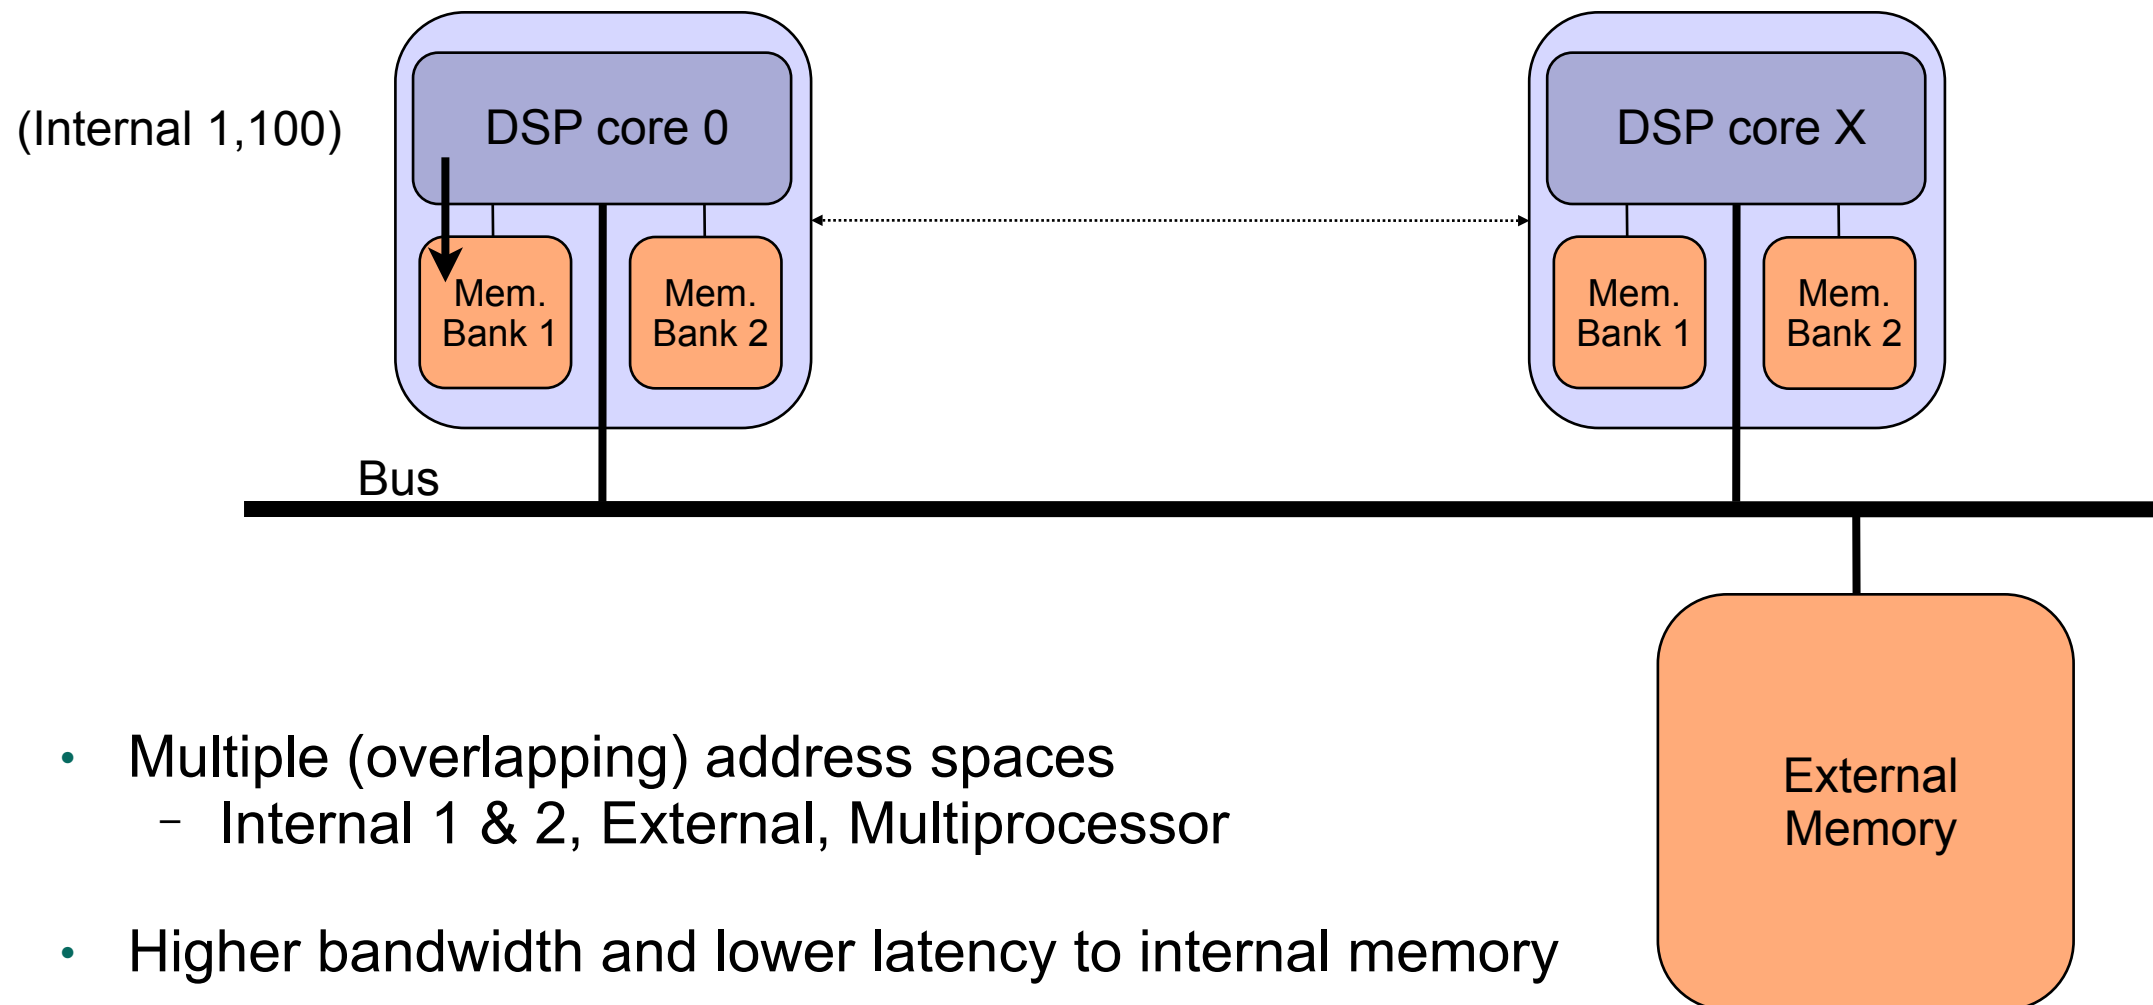 (Internal 1,100)
DSP core 0
DSP core X
Mem.
Bank 1
Mem.
Bank 2
Mem.
Bank 1
Mem.
Bank 2
Bus
External
Memory
• Multiple (overlapping) address spaces
– Internal 1 & 2, External, Multiprocessor
• Higher bandwidth and lower latency to internal memory